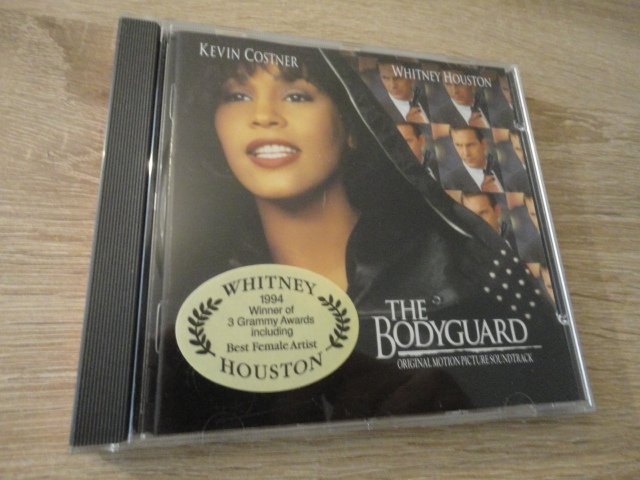 KEVIN COSTNER
WHITNEY HOUSTON
WHITNEY
1994
Winner of
3 Grammy Awards
including
Best Female Artist
HOUSTON
THE
BODYGUARD
ORIGINAL MOTION PICTURE SOUNDTRACK